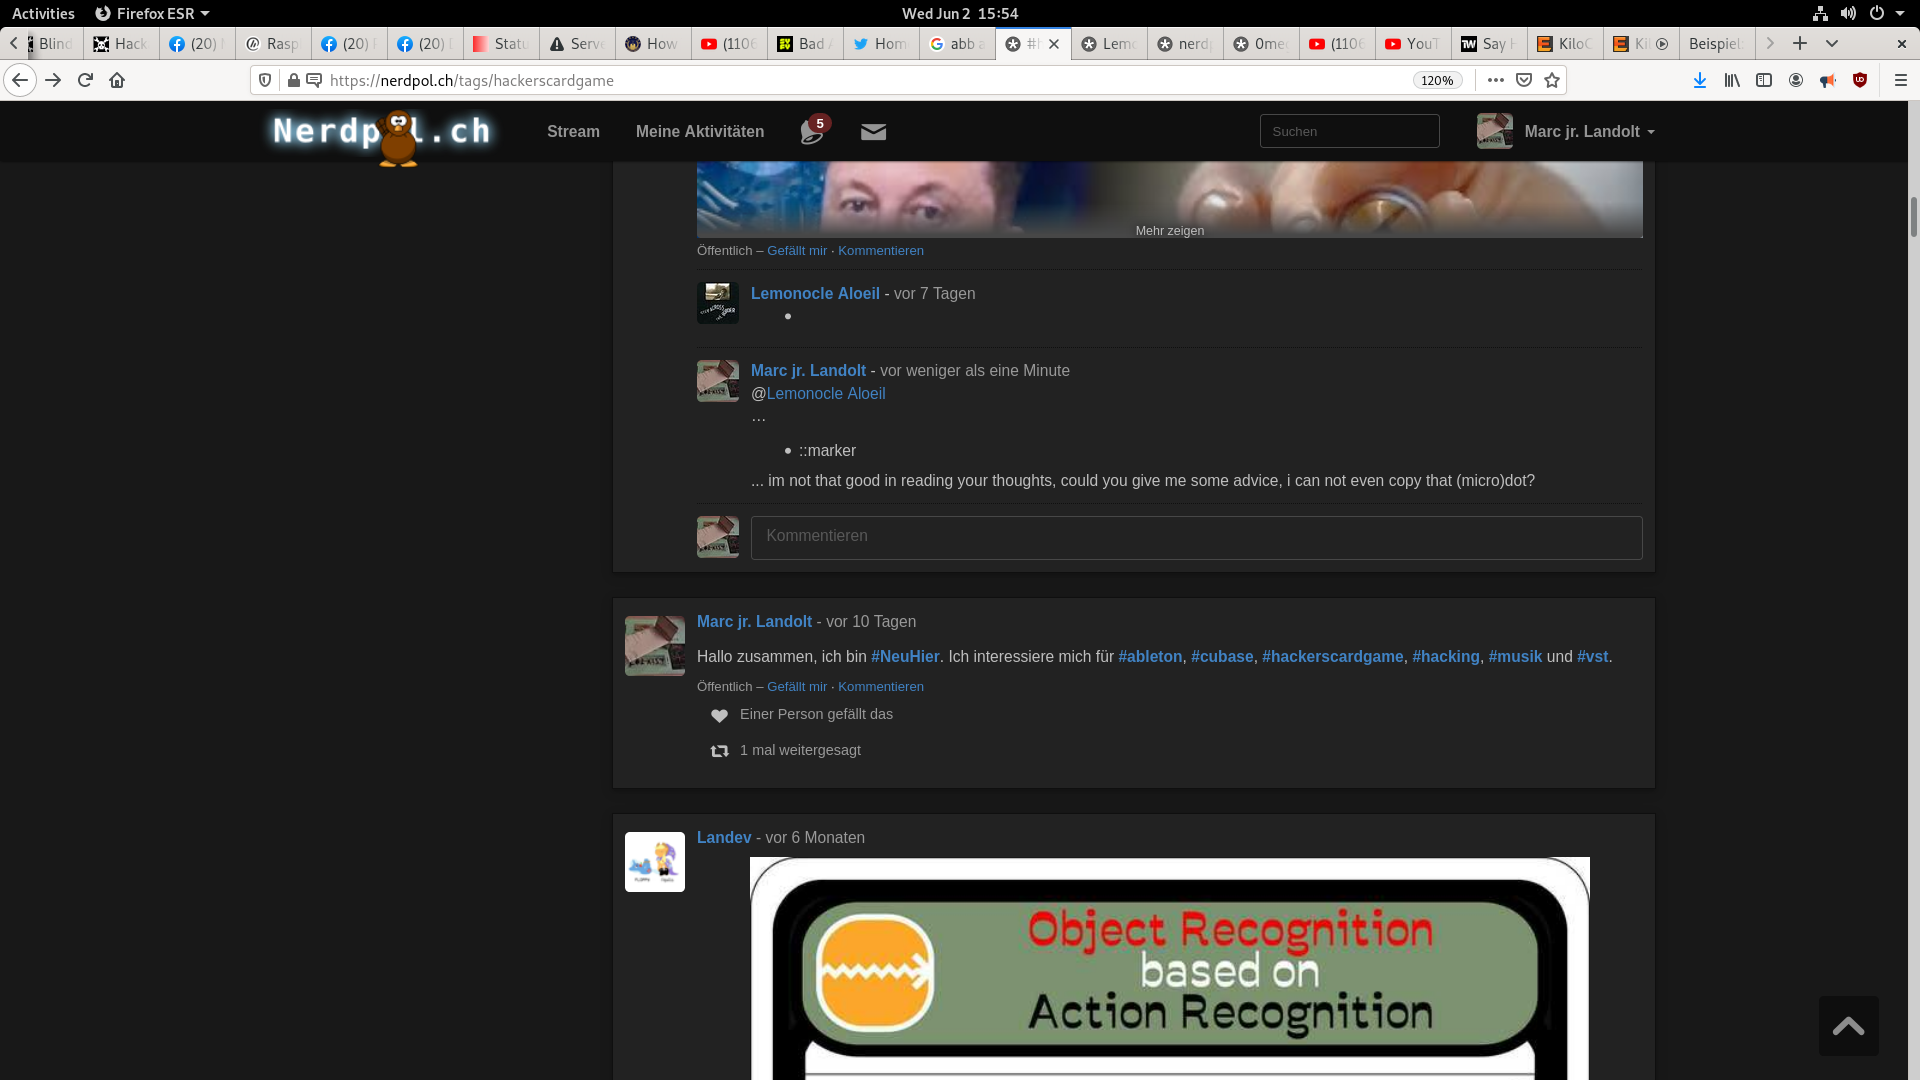 Activities Firefox ESR Wed Jun 2 15:54
Blind Hack (20) Rasp (20) (20) Statu Serve How (1106 Bad Hom abb a #h Lemo nerdp 0meg (1106 YouT Say H KiloC Kil Beispiel
https://nerdpol.ch/tags/hackerscardgame 120%
Nerdpol.ch Stream Meine Aktivitäten 5 Suchen Marc jr. Landolt
Mehr zeigen
Öffentlich – Gefällt mir · Kommentieren
Lemonocle Aloeil - vor 7 Tagen
•
Marc jr. Landolt - vor weniger als eine Minute
@Lemonocle Aloeil
…
• ::marker
... im not that good in reading your thoughts, could you give me some advice, i can not even copy that (micro)dot?
Kommentieren
Marc jr. Landolt - vor 10 Tagen
Hallo zusammen, ich bin #NeuHier. Ich interessiere mich für #ableton, #cubase, #hackerscardgame, #hacking, #musik und #vst.
Öffentlich – Gefällt mir · Kommentieren
Einer Person gefällt das
1 mal weitergesagt
Landev - vor 6 Monaten
Object Recognition
based on
Action Recognition